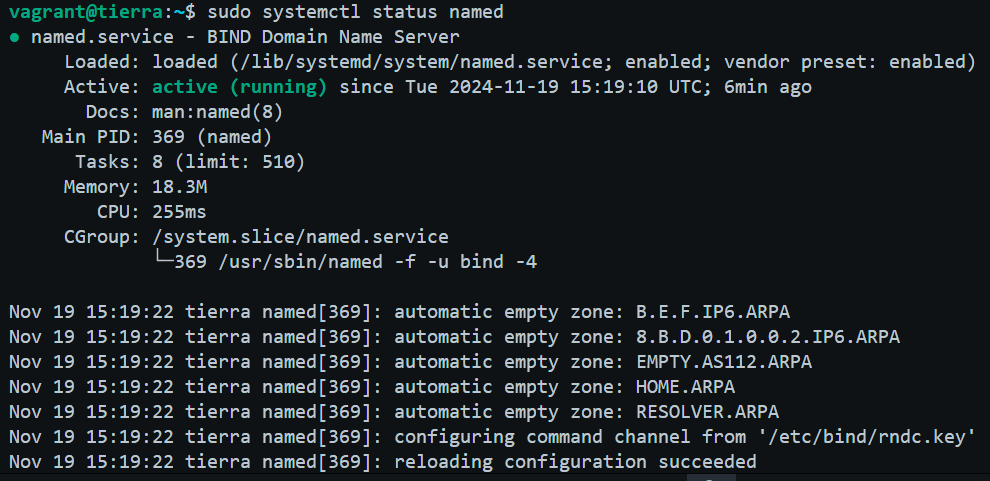 vagrant@tierra:~$ sudo systemctl status named
● named.service - BIND Domain Name Server
Loaded: loaded (/lib/systemd/system/named.service; enabled; vendor preset: enabled)
Active: active (running) since Tue 2024-11-19 15:19:10 UTC; 6min ago
Docs: man:named(8)
Main PID: 369 (named)
Tasks: 8 (limit: 510)
Memory: 18.3M
CPU: 255ms
CGroup: /system.slice/named.service
└─369 /usr/sbin/named -f -u bind -4
Nov 19 15:19:22 tierra named[369]: automatic empty zone: B.E.F.IP6.ARPA
Nov 19 15:19:22 tierra named[369]: automatic empty zone: 8.B.D.0.1.0.0.2.IP6.ARPA
Nov 19 15:19:22 tierra named[369]: automatic empty zone: EMPTY.AS112.ARPA
Nov 19 15:19:22 tierra named[369]: automatic empty zone: HOME.ARPA
Nov 19 15:19:22 tierra named[369]: automatic empty zone: RESOLVER.ARPA
Nov 19 15:19:22 tierra named[369]: configuring command channel from '/etc/bind/rndc.key'
Nov 19 15:19:22 tierra named[369]: reloading configuration succeeded